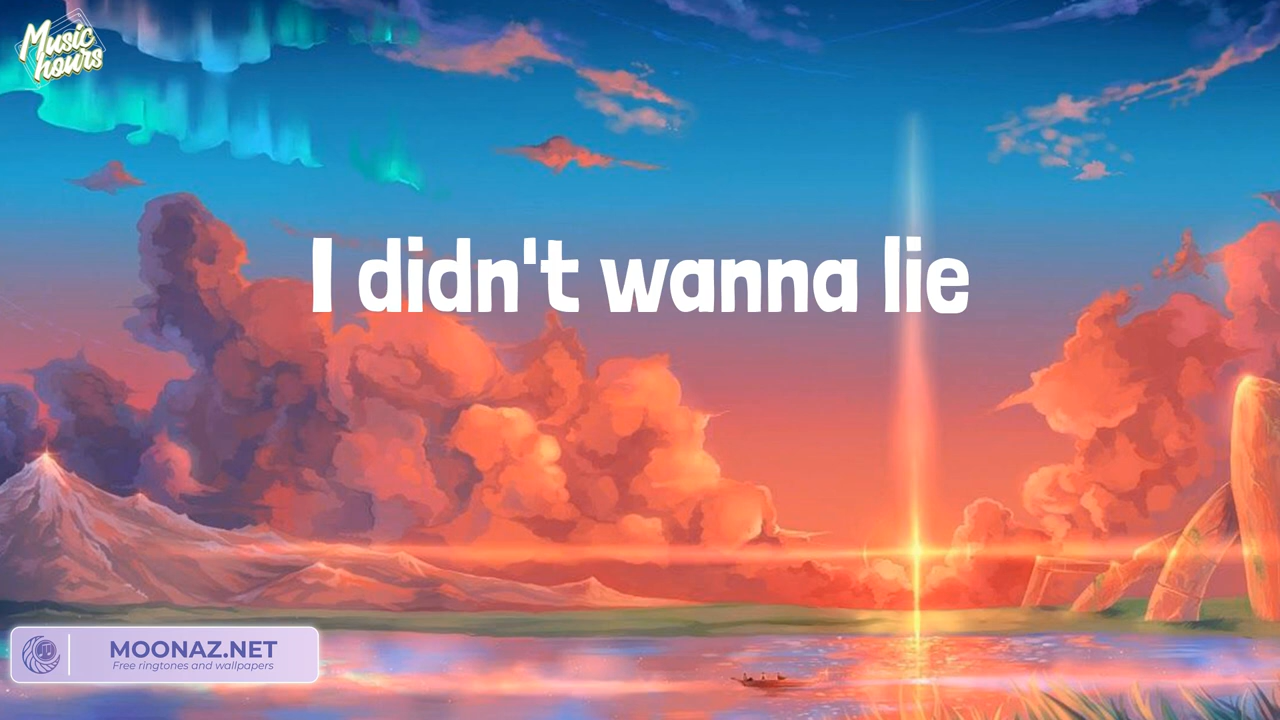 Music
hours
I didn't wanna lie
MOONAZ.NET
Free ringtones and wallpapers